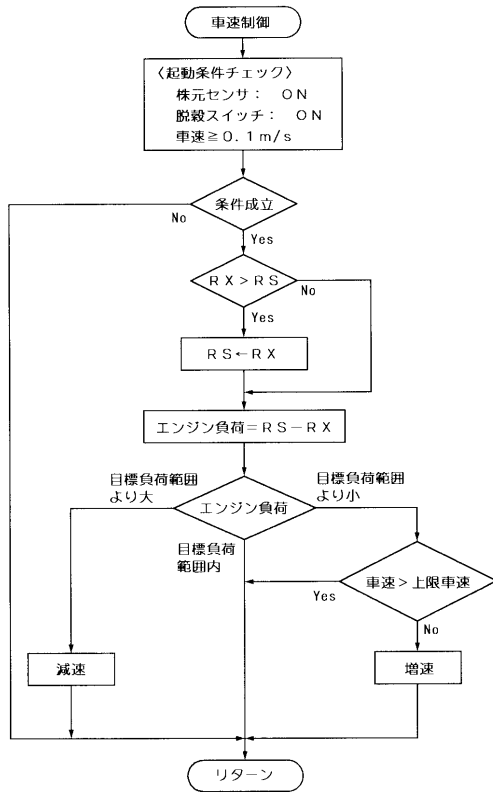 車速制御
〈起動条件チェック〉
株元センサ： ＯＮ
脱穀スイッチ： ＯＮ
車速≧０.１ｍ/ｓ
条件成立
No
Yes
ＲＸ＞ＲＳ
No
Yes
ＲＳ←ＲＸ
エンジン負荷＝ＲＳ－ＲＸ
目標負荷範囲
より大
目標負荷範囲
より小
エンジン負荷
目標負荷
範囲内
車速＞上限車速
Yes
No
減速
増速
リターン